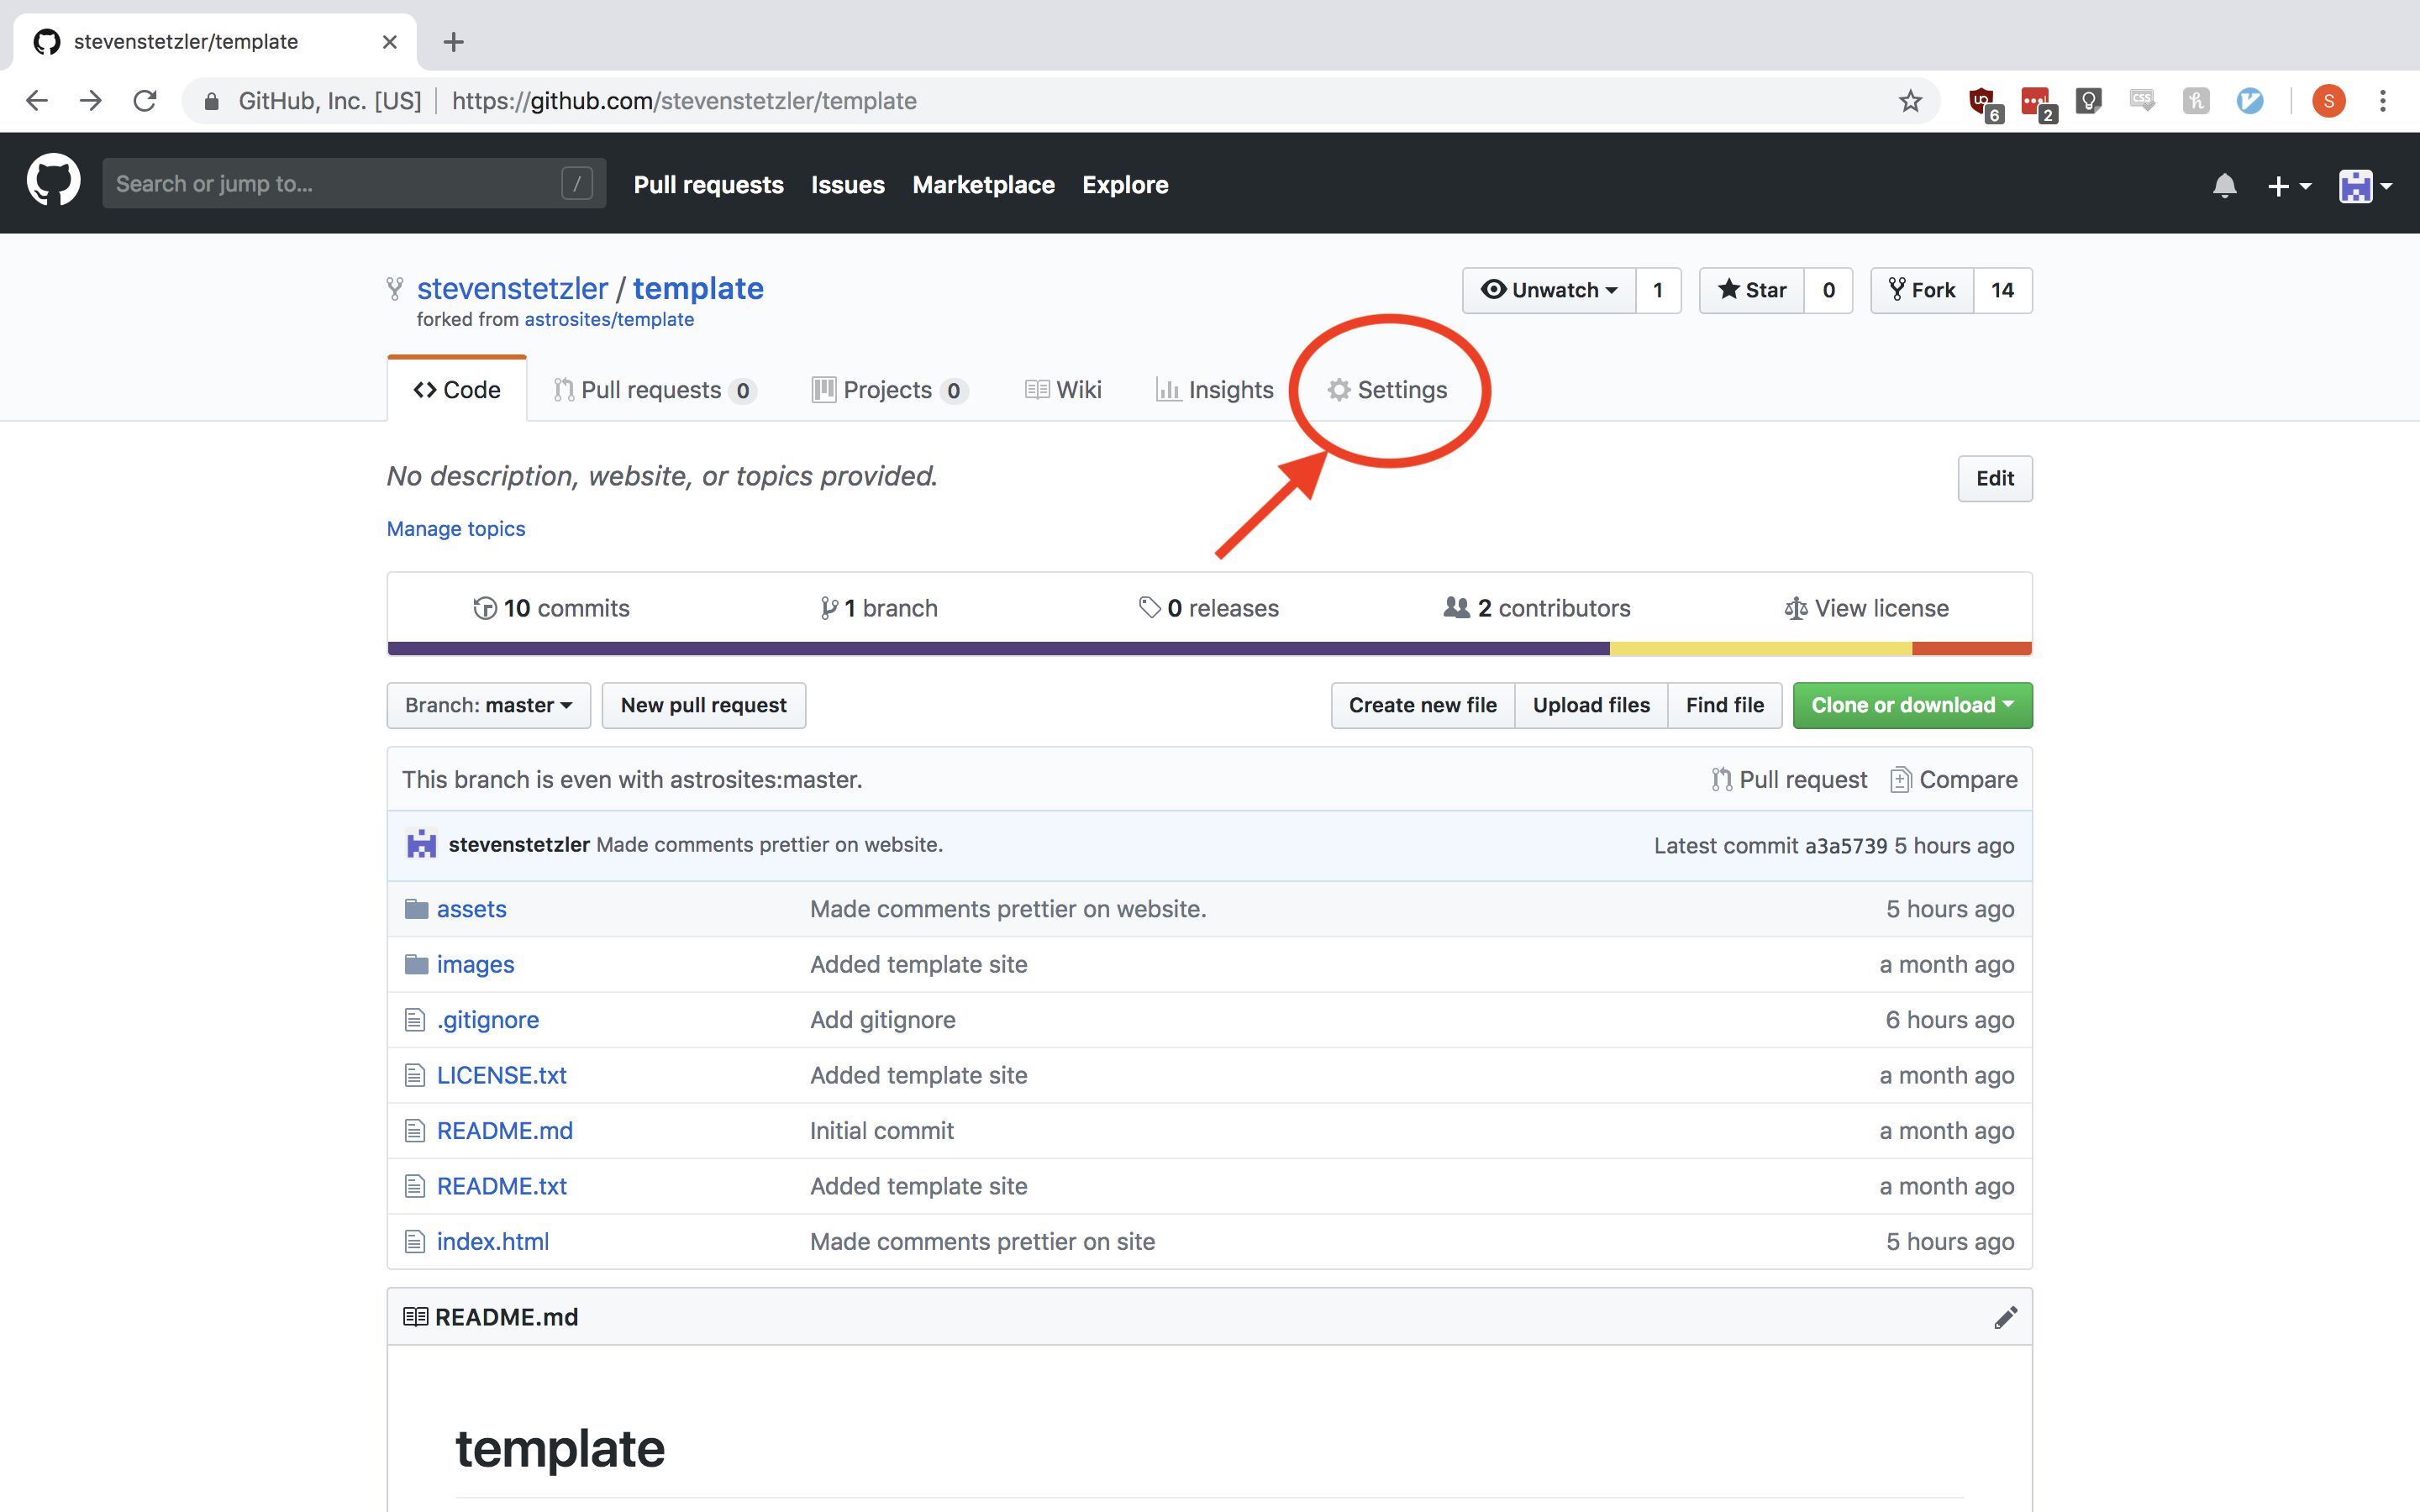 stevenstetzler/template
GitHub, Inc. [US] https://github.com/stevenstetzler/template
6 2 S
Search or jump to... / Pull requests Issues Marketplace Explore
stevenstetzler / template Unwatch 1 Star 0 Fork 14
forked from astrosites/template
Code Pull requests 0 Projects 0 Wiki Insights Settings
No description, website, or topics provided. Edit
Manage topics
10 commits 1 branch 0 releases 2 contributors View license
Branch: master New pull request Create new file Upload files Find file Clone or download
This branch is even with astrosites:master. Pull request Compare
stevenstetzler Made comments prettier on website. Latest commit a3a5739 5 hours ago
assets Made comments prettier on website. 5 hours ago
images Added template site a month ago
.gitignore Add gitignore 6 hours ago
LICENSE.txt Added template site a month ago
README.md Initial commit a month ago
README.txt Added template site a month ago
index.html Made comments prettier on site 5 hours ago
README.md
template